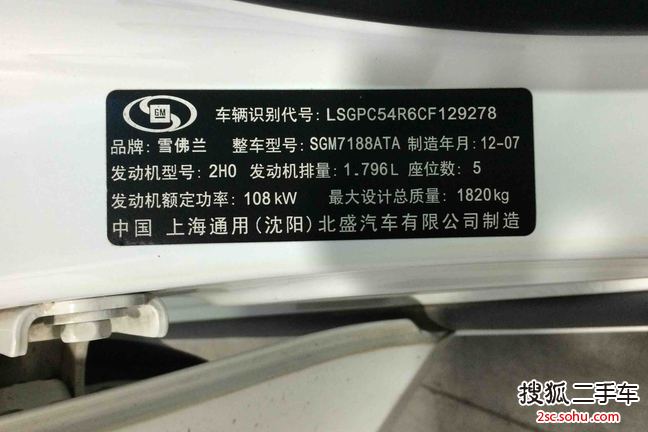 GM
车辆识别代号: LSGPC54R6CF129278
品牌: 雪佛兰 整车型号: SGM7188ATA 制造年月: 12-07
发动机型号: 2H0 发动机排量: 1.796L 座位数: 5
发动机额定功率: 108kW 最大设计总质量: 1820kg
中国 上海通用(沈阳)北盛汽车有限公司制造
搜狐二手车
2sc.sohu.com